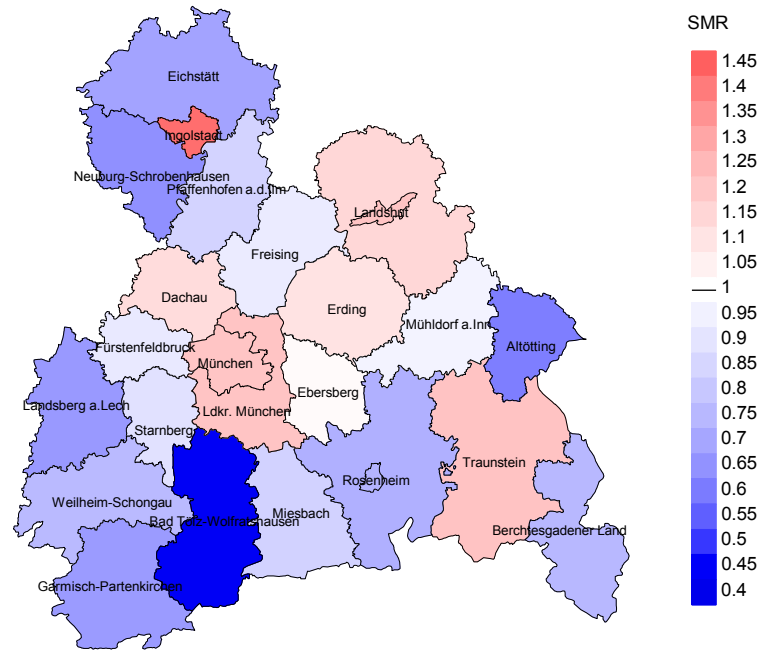 SMR
Eichstätt
Ingolstadt
Neuburg-Schrobenhausen
Pfaffenhofen a.d.Ilm
Landshut
Freising
Dachau
Erding
Mühldorf a.Inn
Fürstenfeldbruck
Altötting
München
Ebersberg
Landsberg a.Lech
Ldkr. München
Starnberg
Traunstein
Rosenheim
Weilheim-Schongau
Miesbach
Bad Tölz-Wolfratshausen
Berchtesgadener Land
Garmisch-Partenkirchen
1.45
1.4
1.35
1.3
1.25
1.2
1.15
1.1
1.05
1
0.95
0.9
0.85
0.8
0.75
0.7
0.65
0.6
0.55
0.5
0.45
0.4